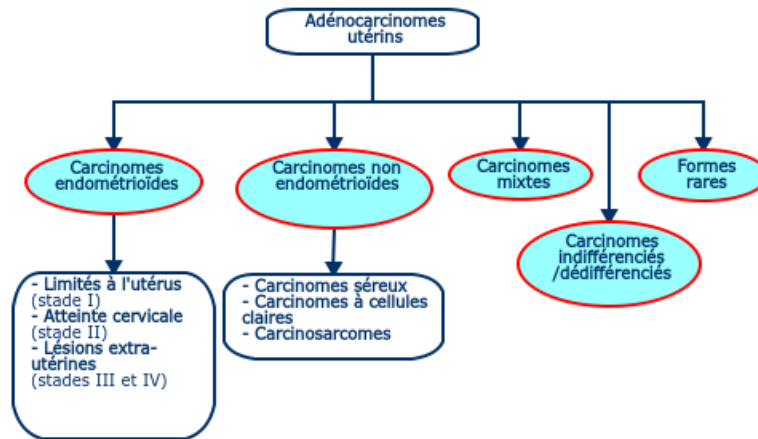 Adénocarcinomes
utérins
Carcinomes
endométrioïdes
Carcinomes non
endométrioïdes
Carcinomes
mixtes
Formes
rares
Carcinomes
indifférenciés
/dédifférenciés
- Limités à l'utérus
(stade I)
- Atteinte cervicale
(stade II)
- Lésions extra-
utérines
(stades III et IV)
- Carcinomes séreux
- Carcinomes à cellules
claires
- Carcinosarcomes